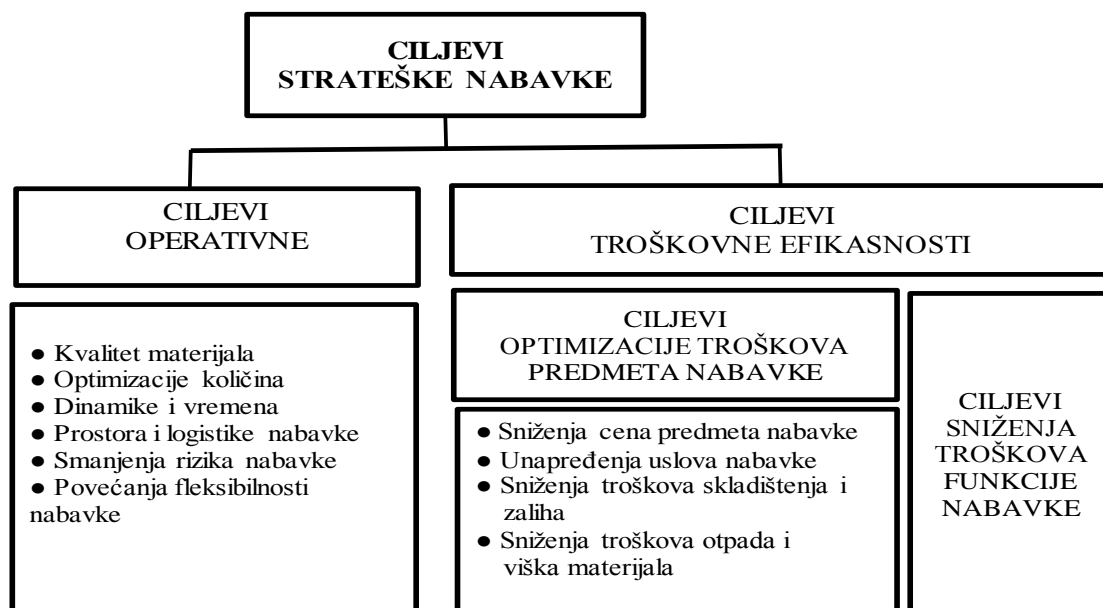 CILJEVI
STRATEŠKE NABAVKE
CILJEVI
OPERATIVNE
CILJEVI
TROŠKOVNE EFIKASNOSTI
● Kvalitet materijala
● Optimizacije količina
● Dinamike i vremena
● Prostora i logistike nabavke
● Smanjenja rizika nabavke
● Povećanja fleksibilnosti
nabavke
CILJEVI
OPTIMIZACIJE TROŠKOVA
PREDMETA NABAVKE
● Sniženja cena predmeta nabavke
● Unapređenja uslova nabavke
● Sniženja troškova skladištenja i
zaliha
● Sniženja troškova otpada i
viška materijala
CILJEVI
SNIŽENJA
TROŠKOVA
FUNKCIJE
NABAVKE